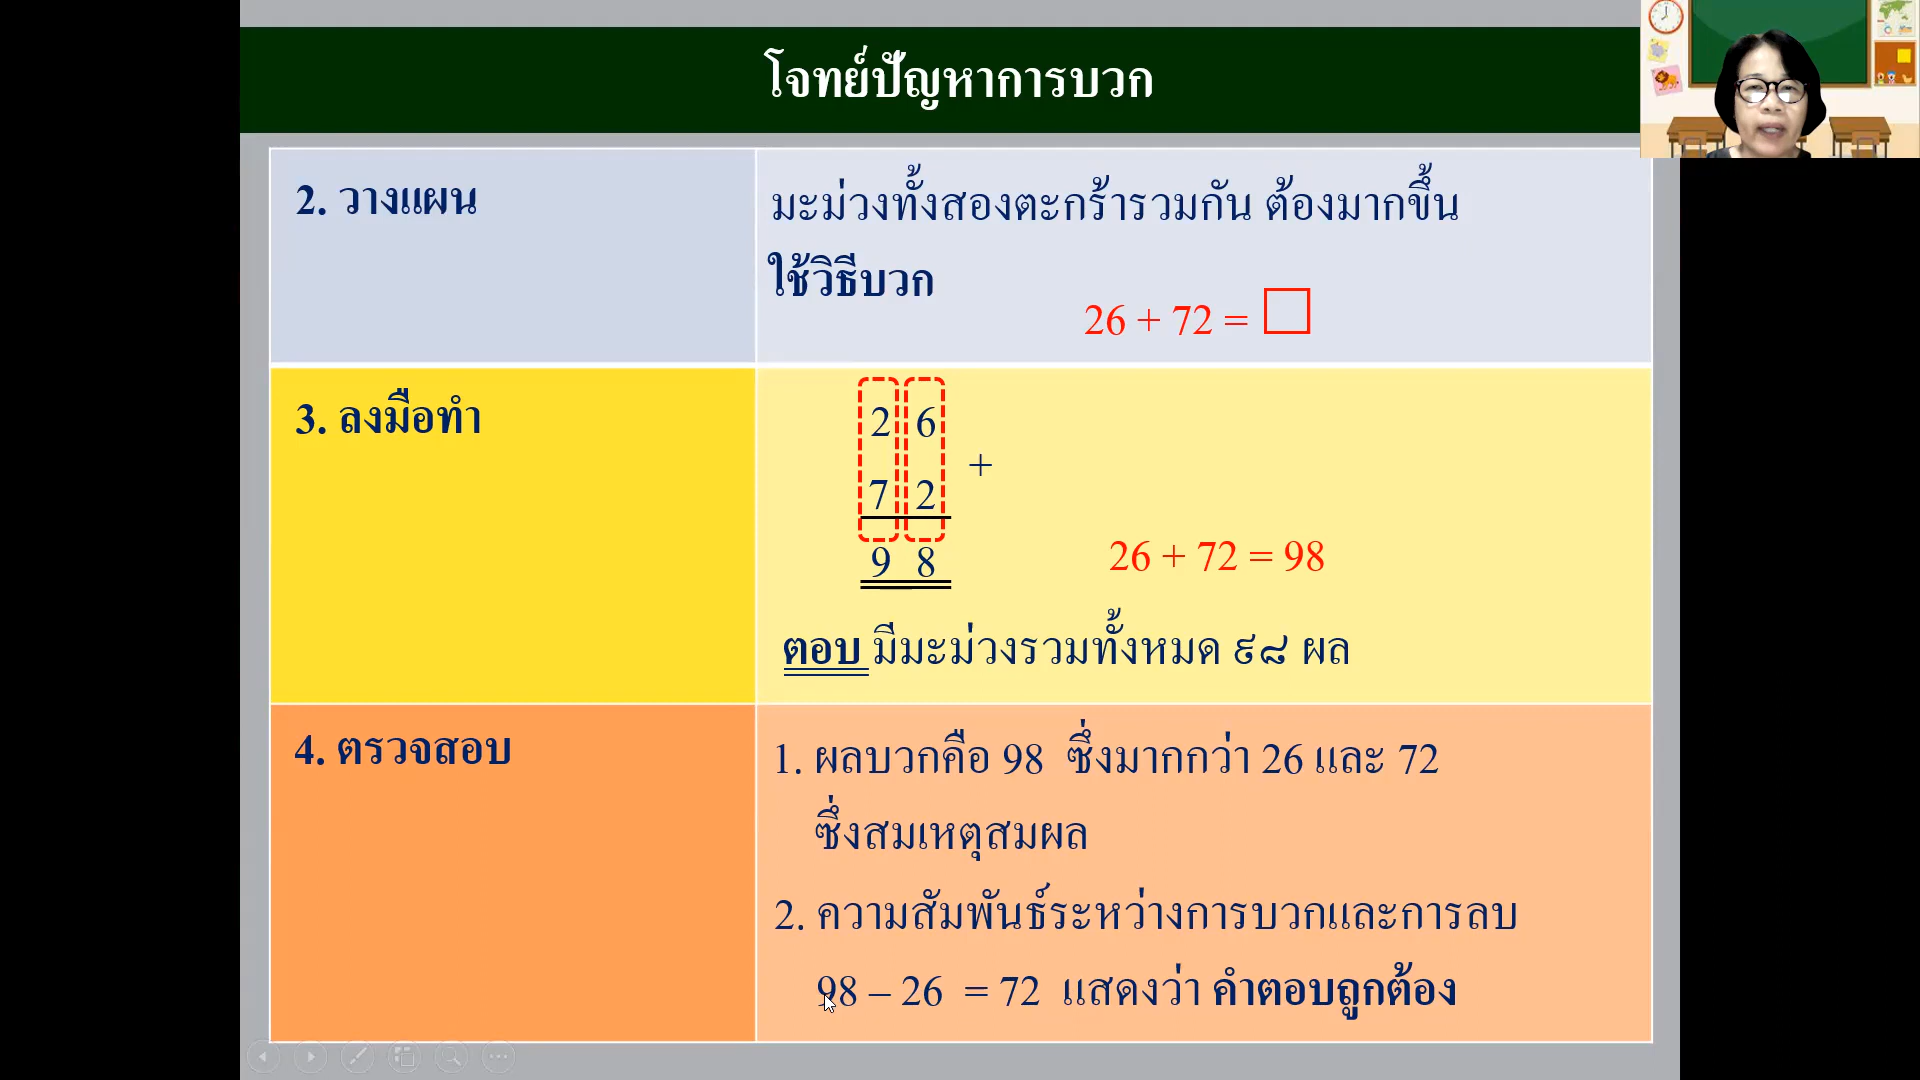 โจทย์ปัญหาการบวก
2. วางแผน
มะม่วงทั้งสองตะกร้ารวมกัน ต้องมากขึ้น
ใช้วิธีบวก
26 + 72 = □
3. ลงมือทำ
2 6
+
7 2
9 8
26 + 72 = 98
ตอบ มีมะม่วงรวมทั้งหมด ๙๘ ผล
4. ตรวจสอบ
1. ผลบวกคือ 98 ซึ่งมากกว่า 26 และ 72
ซึ่งสมเหตุสมผล
2. ความสัมพันธ์ระหว่างการบวกและการลบ
98 – 26 = 72 แสดงว่า คำตอบถูกต้อง